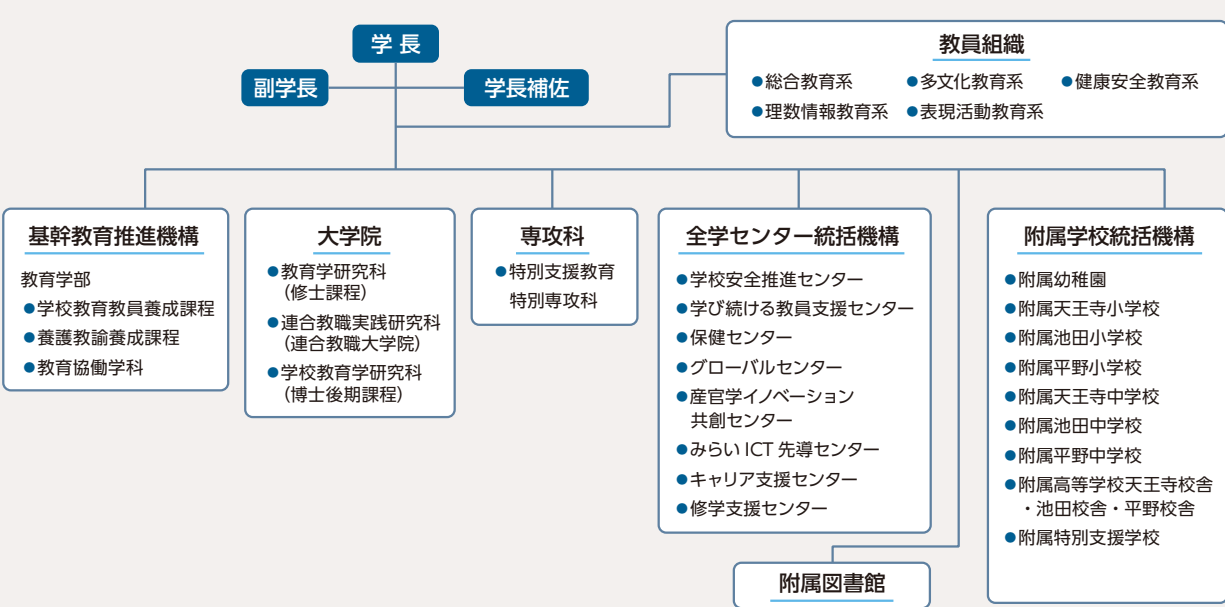 学 長
副学長
学長補佐
教員組織
●総合教育系 ●多文化教育系 ●健康安全教育系
●理数情報教育系 ●表現活動教育系
基幹教育推進機構
教育学部
●学校教育教員養成課程
●養護教諭養成課程
●教育協働学科
大学院
●教育学研究科
(修士課程)
●連合教職実践研究科
(連合教職大学院)
●学校教育学研究科
(博士後期課程)
専攻科
●特別支援教育
特別専攻科
全学センター統括機構
●学校安全推進センター
●学び続ける教員支援センター
●保健センター
●グローバルセンター
●産官学イノベーション
共創センター
●みらい ICT 先導センター
●キャリア支援センター
●修学支援センター
附属図書館
附属学校統括機構
●附属幼稚園
●附属天王寺小学校
●附属池田小学校
●附属平野小学校
●附属天王寺中学校
●附属池田中学校
●附属平野中学校
●附属高等学校天王寺校舎
・池田校舎・平野校舎
●附属特別支援学校